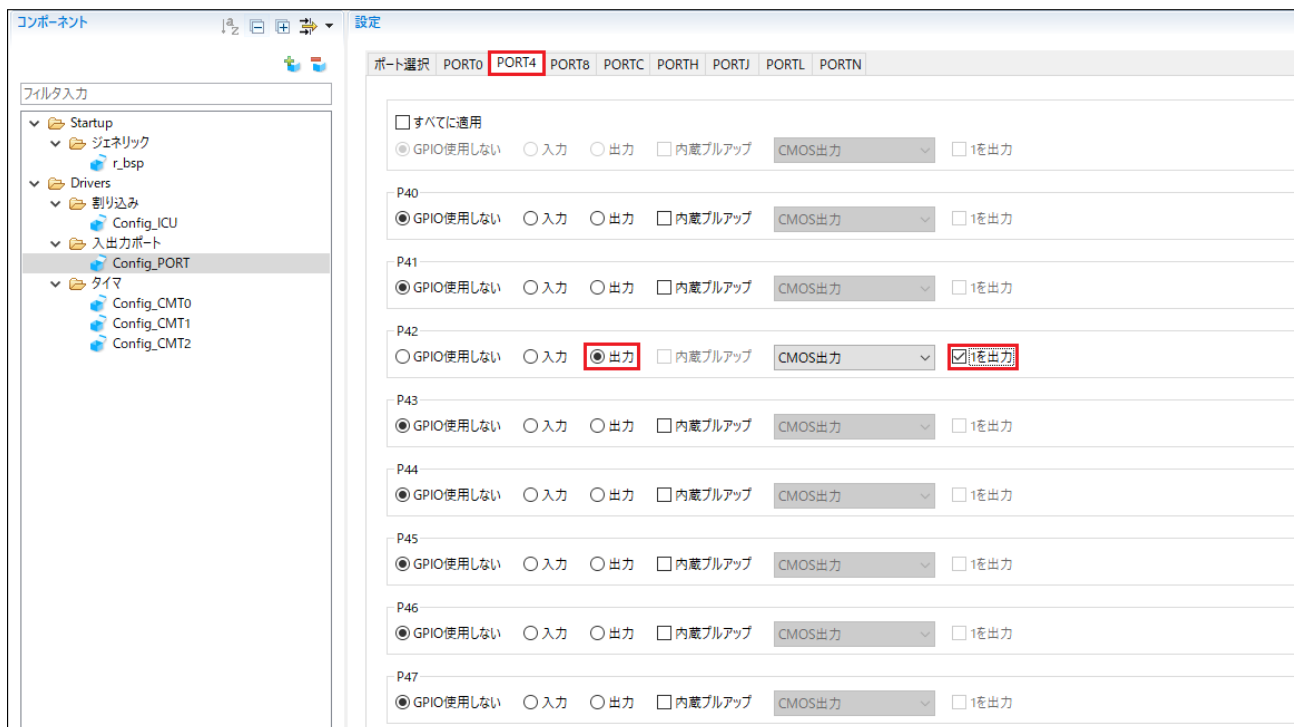 コンポーネント
設定
フィルタ入力
Startup
ジェネリック
r_bsp
Drivers
割り込み
Config_ICU
入出力ポート
Config_PORT
タイマ
Config_CMT0
Config_CMT1
Config_CMT2
ポート選択 PORT0 PORT4 PORT8 PORTC PORTH PORTJ PORTL PORTN
すべてに適用
GPIO使用しない 入力 出力 内蔵プルアップ CMOS出力 1を出力
P40
GPIO使用しない 入力 出力 内蔵プルアップ CMOS出力 1を出力
P41
GPIO使用しない 入力 出力 内蔵プルアップ CMOS出力 1を出力
P42
GPIO使用しない 入力 出力 内蔵プルアップ CMOS出力 1を出力
P43
GPIO使用しない 入力 出力 内蔵プルアップ CMOS出力 1を出力
P44
GPIO使用しない 入力 出力 内蔵プルアップ CMOS出力 1を出力
P45
GPIO使用しない 入力 出力 内蔵プルアップ CMOS出力 1を出力
P46
GPIO使用しない 入力 出力 内蔵プルアップ CMOS出力 1を出力
P47
GPIO使用しない 入力 出力 内蔵プルアップ CMOS出力 1を出力